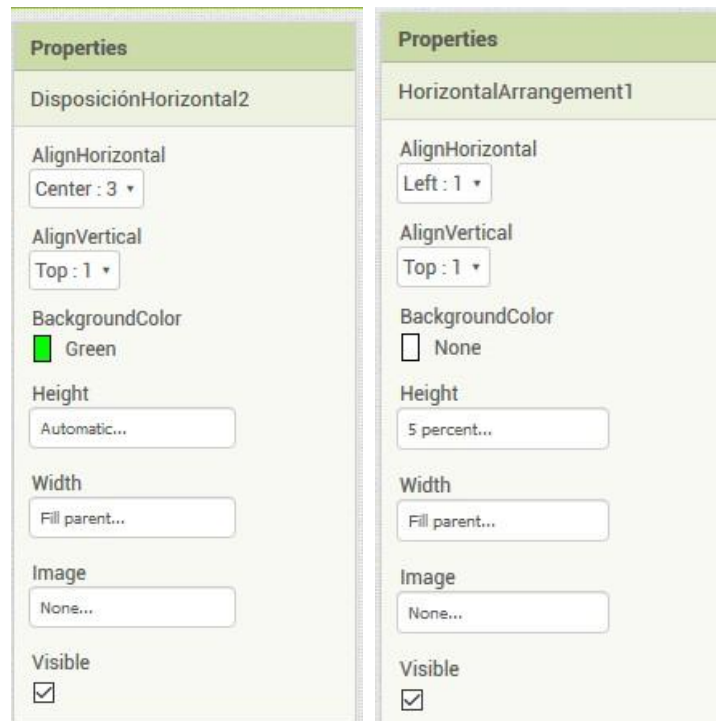 Properties
DisposiciónHorizontal2
AlignHorizontal
Center : 3
AlignVertical
Top : 1
BackgroundColor
Green
Height
Automatic...
Width
Fill parent...
Image
None...
Visible
Properties
HorizontalArrangement1
AlignHorizontal
Left : 1
AlignVertical
Top : 1
BackgroundColor
None
Height
5 percent...
Width
Fill parent...
Image
None...
Visible